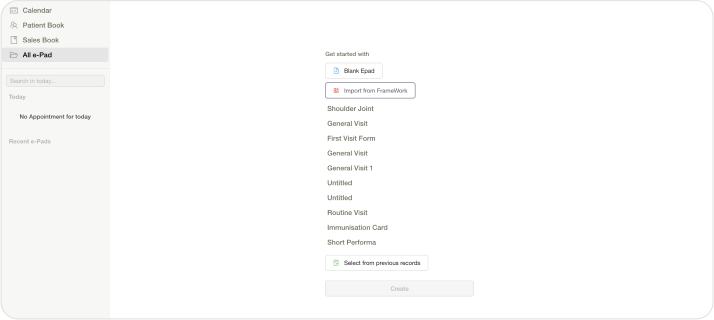 Calendar
Patient Book
Sales Book
All e-Pad
Search in today...
Today
No Appointment for today
Recent e-Pads
Get started with
Blank Epad
Import from FrameWork
Shoulder Joint
General Visit
First Visit Form
General Visit
General Visit 1
Untitled
Untitled
Routine Visit
Immunisation Card
Short Performa
Select from previous records
Create